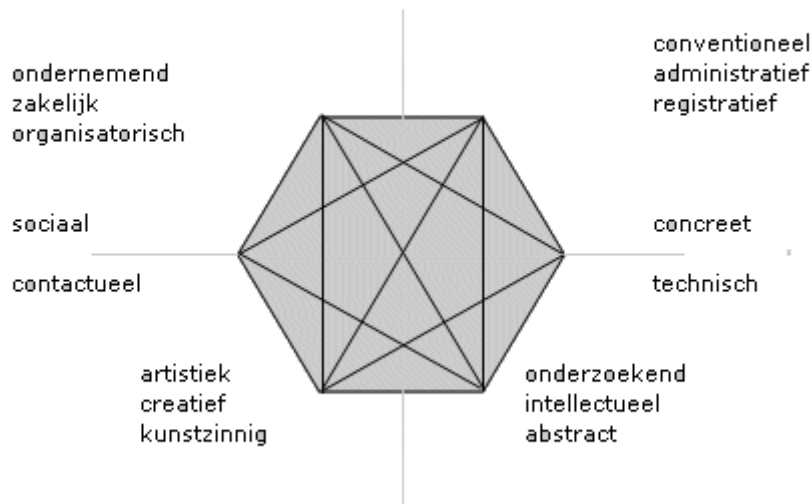 ondernemend
zakelijk
organisatorisch
conventioneel
administratief
registratief
sociaal
contactueel
concreet
technisch
artistiek
creatief
kunstzinnig
onderzoekend
intellectueel
abstract